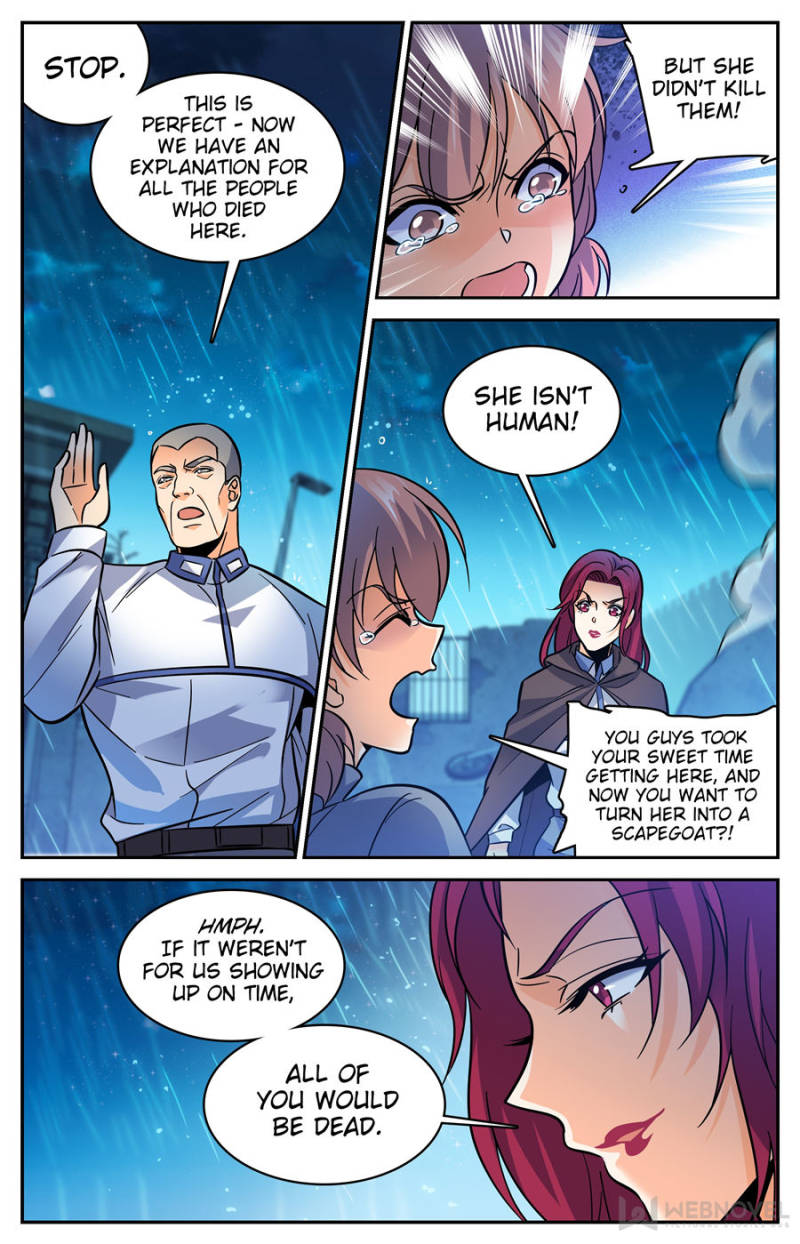 STOP.
THIS IS
PERFECT - NOW
WE HAVE AN
EXPLANATION FOR
ALL THE PEOPLE
WHO DIED
HERE.
BUT SHE
DIDN'T KILL
THEM!
SHE ISN'T
HUMAN!
YOU GUYS TOOK
YOUR SWEET TIME
GETTING HERE, AND
NOW YOU WANT TO
TURN HER INTO A
SCAPEGOAT?!
HMPH.
IF IT WEREN'T
FOR US SHOWING
UP ON TIME,
ALL OF
YOU WOULD
BE DEAD.
WEBNOVEL